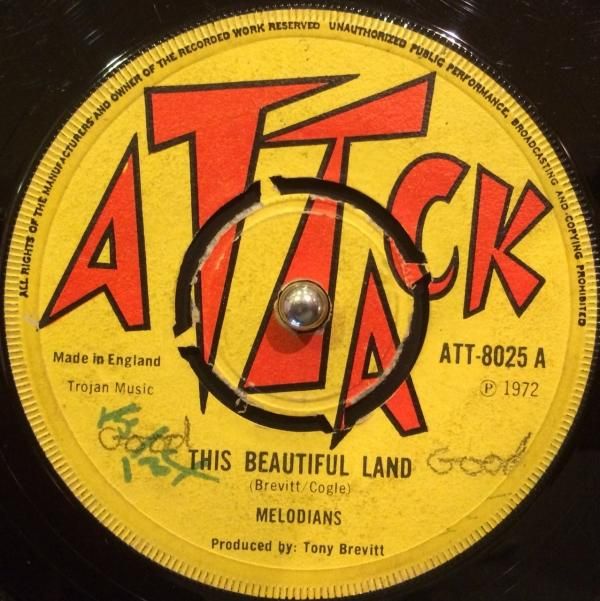 ALL RIGHTS OF THE MANUFACTURERS AND OWNER OF THE RECORDED WORK RESERVED UNAUTHORIZED PUBLIC PERFORMANCE, BROADCASTING AND COPYING PROHIBITED
ATTACK
Made in England
Trojan Music
ATT-8025 A
℗ 1972
Good
Good
THIS BEAUTIFUL LAND
(Brevitt/Cogle)
MELODIANS
Produced by: Tony Brevitt